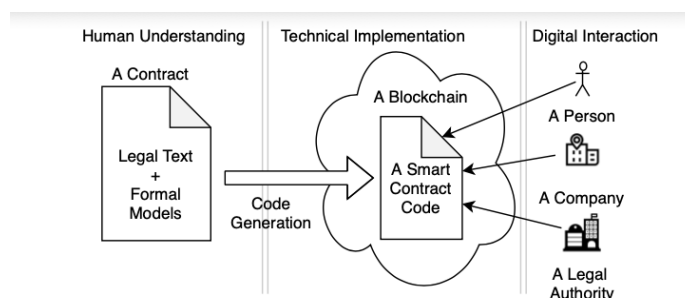 Human Understanding
Technical Implementation
Digital Interaction
A Contract
Legal Text
+
Formal
Models
Code
Generation
A Blockchain
A Smart
Contract
Code
A Person
A Company
A Legal
Authority